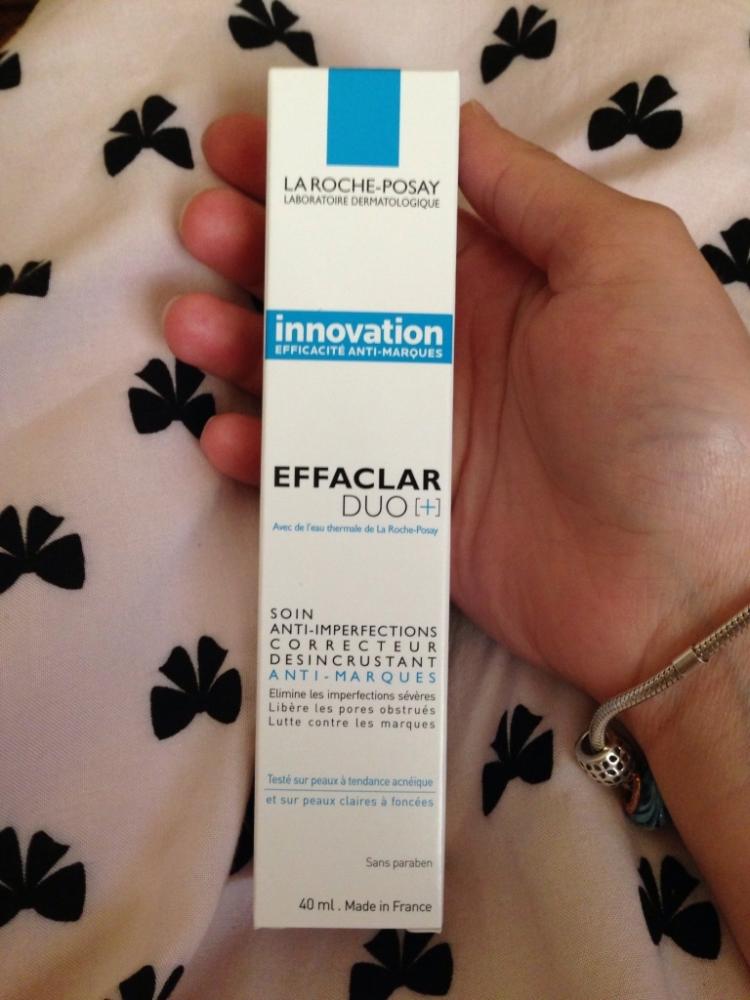 LA ROCHE-POSAY
LABORATOIRE DERMATOLOGIQUE
innovation
EFFICACITÉ ANTI-MARQUES
EFFACLAR
DUO [+]
Avec de l'eau thermale de La Roche-Posay
SOIN
ANTI-IMPERFECTIONS
CORRECTEUR
DESINCRUSTANT
ANTI-MARQUES
Elimine les imperfections sévères
Libère les pores obstrués
Lutte contre les marques
Testé sur peaux à tendance acnéique
et sur peaux claires à foncées
Sans paraben
40 ml . Made in France